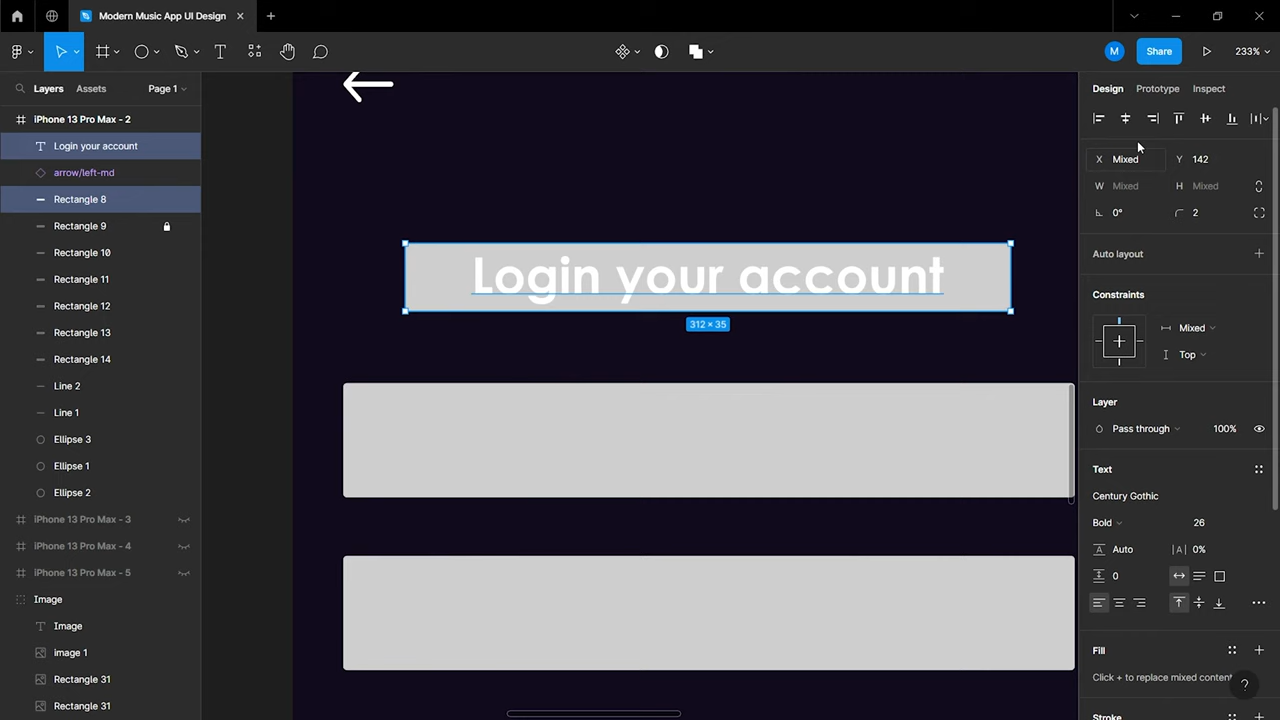 Modern Music App UI Design
M
Share
233%
Layers
Assets
Page 1
Design
Prototype
Inspect
iPhone 13 Pro Max - 2
Login your account
arrow/left-md
Rectangle 8
Rectangle 9
Rectangle 10
Rectangle 11
Rectangle 12
Rectangle 13
Rectangle 14
Line 2
Line 1
Ellipse 3
Ellipse 1
Ellipse 2
iPhone 13 Pro Max - 3
iPhone 13 Pro Max - 4
iPhone 13 Pro Max - 5
Image
Image
image 1
Rectangle 31
Rectangle 31
Login your account
312 × 35
X Mixed Y 142
W Mixed H Mixed
0° 2
Auto layout
Constraints
Mixed
Top
Layer
Pass through 100%
Text
Century Gothic
Bold 26
Auto |A| 0%
0
Fill
Click + to replace mixed content
?
Stroke